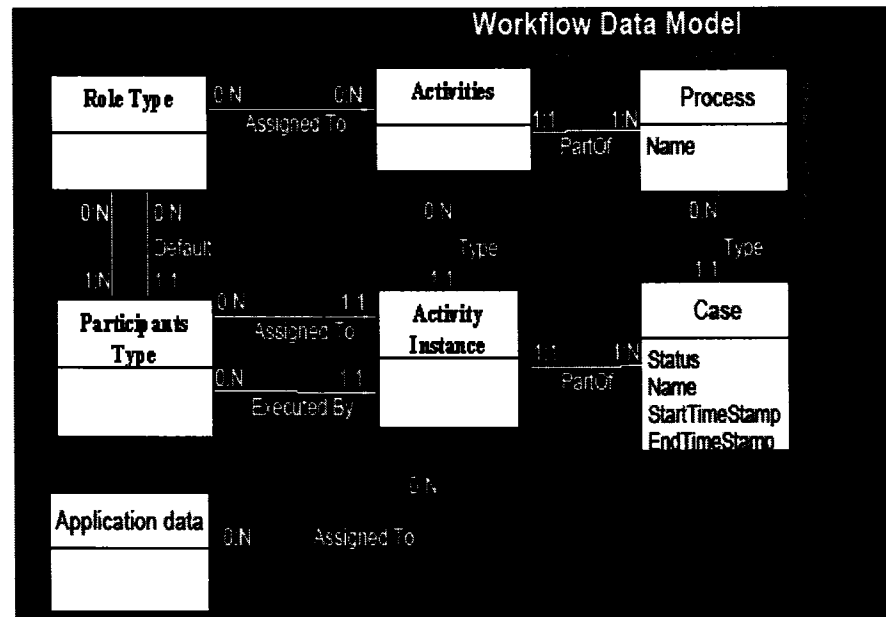 Workflow Data Model
Role Type
0:N
0:N
Assigned To
Activities
1:1
1:N
PartOf
Process
Name
0:N
0:N
Default
1:N
1:1
0:N
Type
1:1
0:N
Type
1:1
Participants
Type
0:N
1:1
Assigned To
0:N
1:1
Executed By
Activity
Instance
1:1
1:N
PartOf
Case
Status
Name
StartTimeStamp
EndTimeStamp
Application data
0:N
Assigned To
0:N